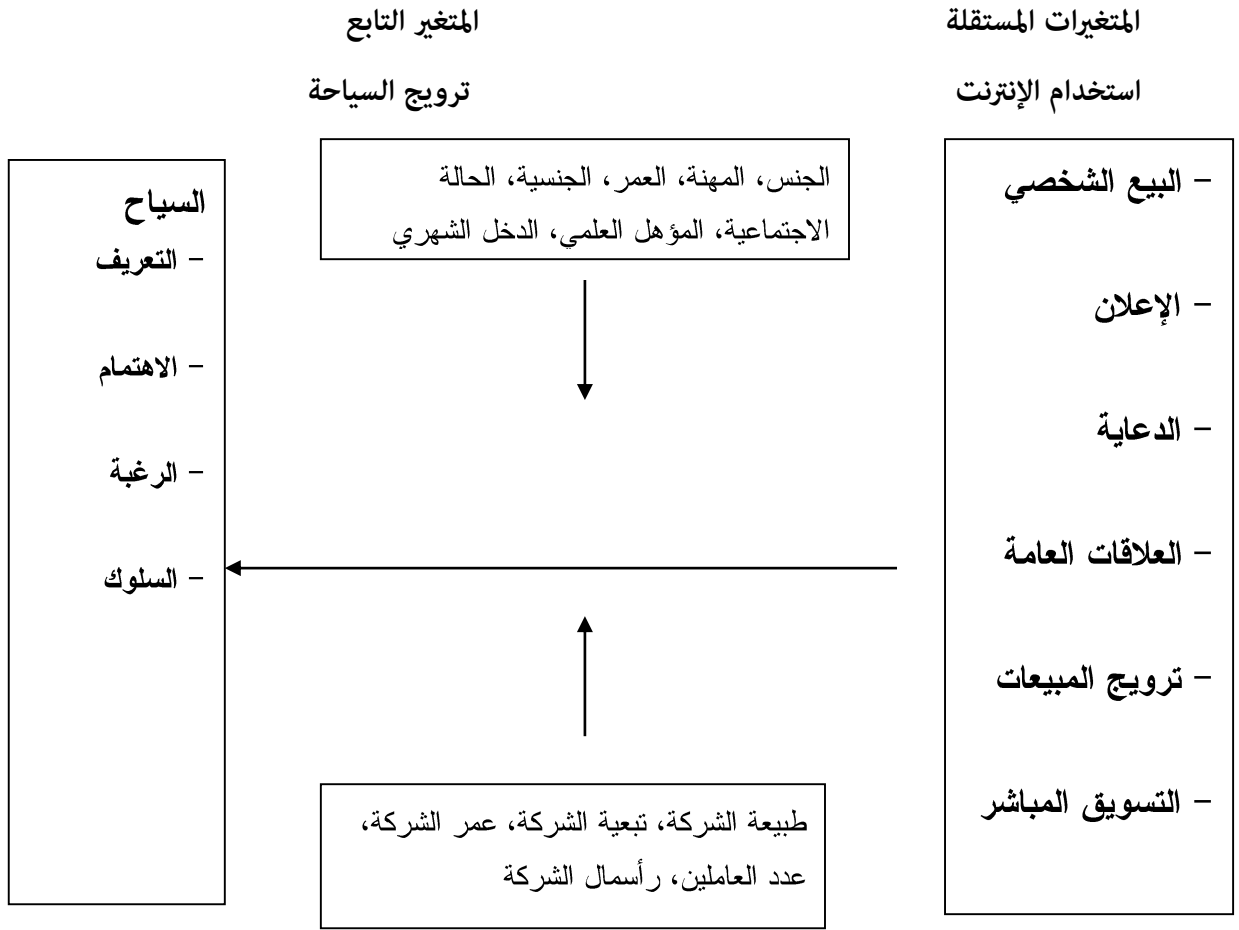 المتغيرات المستقلة
المتغير التابع
استخدام الإنترنت
ترويج السياحة
– البيع الشخصي
– الإعلان
– الدعاية
– العلاقات العامة
– ترويج المبيعات
– التسويق المباشر
الجنس، المهنة، العمر، الجنسية، الحالة
الاجتماعية، المؤهل العلمي، الدخل الشهري
طبيعة الشركة، تبعية الشركة، عمر الشركة،
عدد العاملين، رأسمال الشركة
السياح
– التعريف
– الاهتمام
– الرغبة
– السلوك